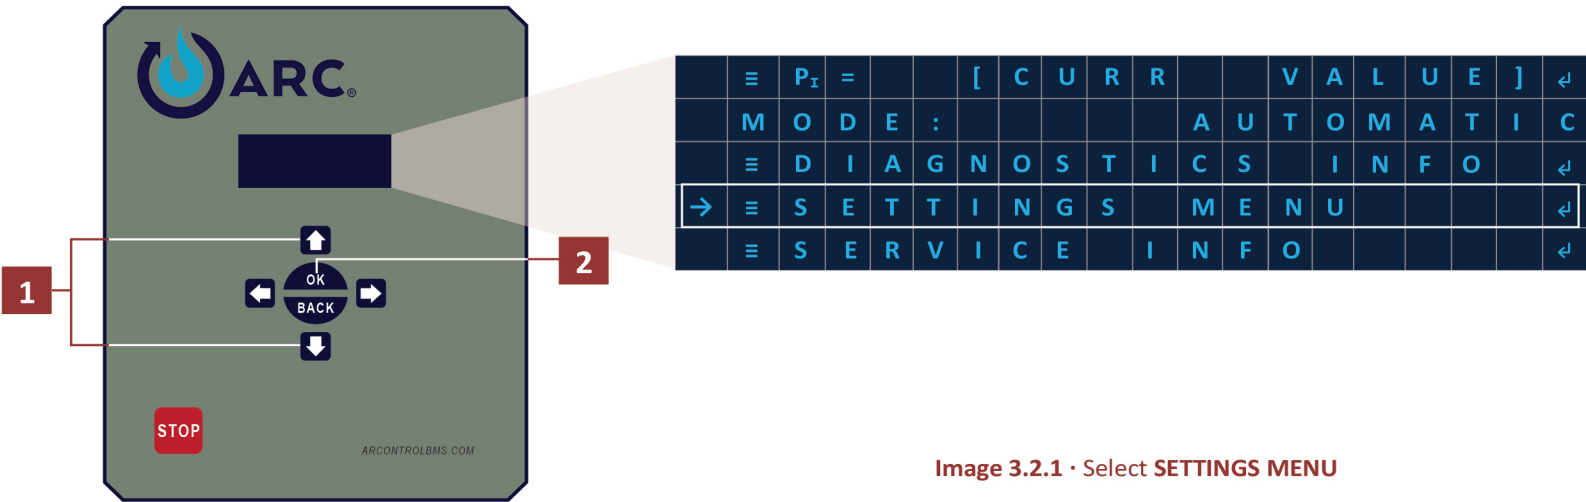 ARC®
≡ PI = [CURR VALUE] ↵
MODE: AUTOMATIC
≡ DIAGNOSTICS INFO ↵
→ ≡ SETTINGS MENU ↵
≡ SERVICE INFO ↵
1
2
OK
BACK
STOP
ARCONTROLBMS.COM
Image 3.2.1 · Select SETTINGS MENU